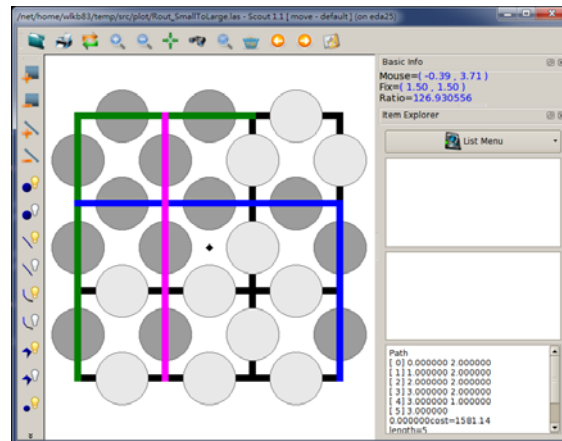 /net/home/wlkb83/temp/src/plot/Rout_SmallToLarge.las - Scout 1.1 [ move - default ] (on eda25)
Basic Info
Mouse=( -0.39 , 3.71 )
Fix=( 1.50 , 1.50 )
Ratio=126.930556
Item Explorer
List Menu
Path
[ 0] 0.000000 2.000000
[ 1] 1.000000 2.000000
[ 2] 2.000000 2.000000
[ 3] 3.000000 2.000000
[ 4] 3.000000 1.000000
[ 5] 3.000000
0.000000cost=1581.14
length=5